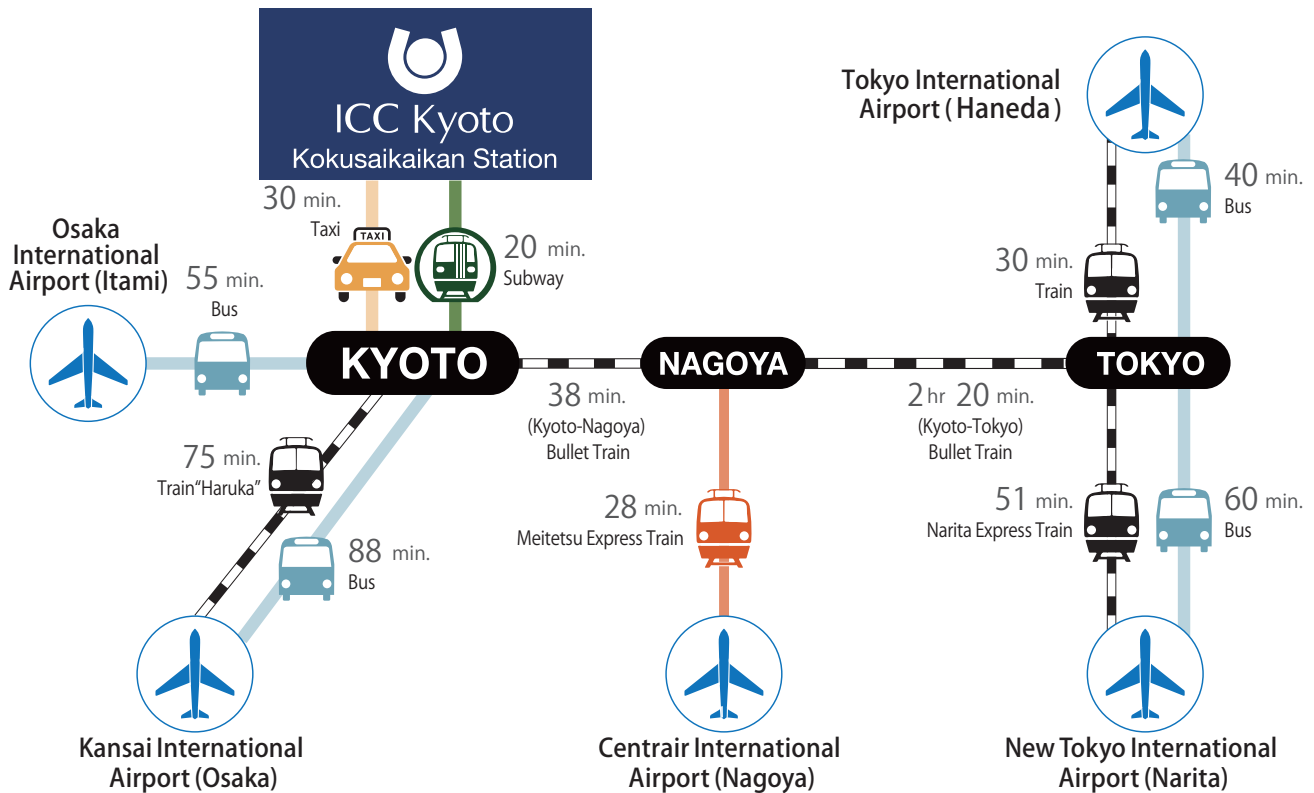 ICC Kyoto
Kokusaikaikan Station
30 min.
Taxi
TAXI
20 min.
Subway
Osaka
International
Airport (Itami)
55 min.
Bus
Tokyo International
Airport ( Haneda )
40 min.
Bus
30 min.
Train
KYOTO
NAGOYA
TOKYO
38 min.
(Kyoto-Nagoya)
Bullet Train
2 hr 20 min.
(Kyoto-Tokyo)
Bullet Train
75 min.
Train“Haruka”
88 min.
Bus
28 min.
Meitetsu Express Train
51 min.
Narita Express Train
60 min.
Bus
Kansai International
Airport (Osaka)
Centrair International
Airport (Nagoya)
New Tokyo International
Airport (Narita)